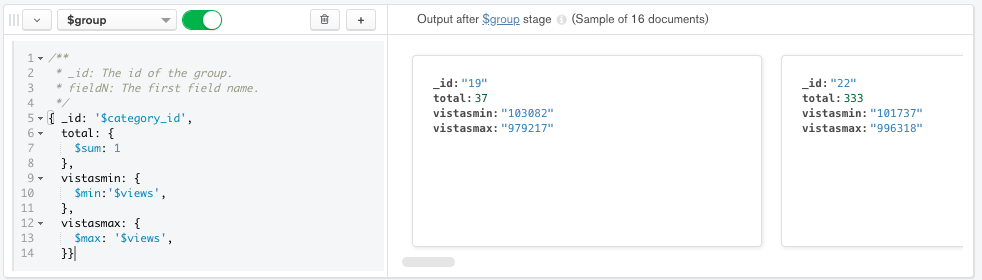 $group
Output after $group stage (Sample of 16 documents)
1 /**
2 * _id: The id of the group.
3 * fieldN: The first field name.
4 */
5 { _id: '$category_id',
6 total: {
7 $sum: 1
8 },
9 vistasmin: {
10 $min:'$views',
11 },
12 vistasmax: {
13 $max: '$views',
14 }}
_id:"19"
total:37
vistasmin:"103082"
vistasmax:"979217"
_id:"22"
total:333
vistasmin:"101737"
vistasmax:"996318"